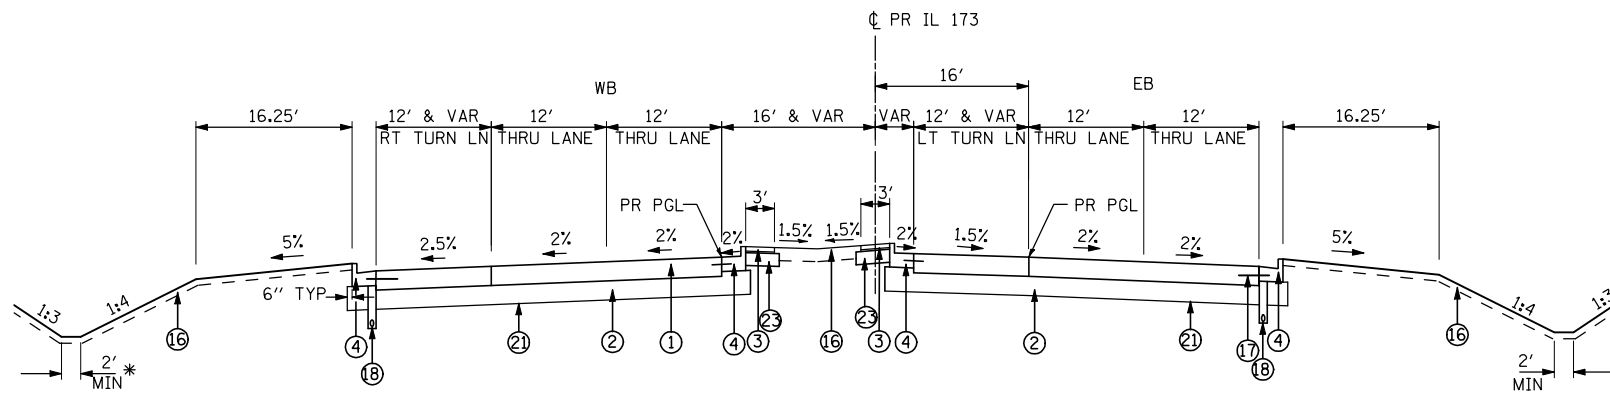 ℄ PR IL 173
16′
WB
EB
16.25′
12′ & VAR
12′
12′
16′ & VAR
VAR
12′ & VAR
12′
12′
16.25′
RT TURN LN
THRU LANE
THRU LANE
LT TURN LN
THRU LANE
THRU LANE
3′
3′
PR PGL
PR PGL
5%
2.5%
2%
2%
2%
1.5%
1.5%
2%
1.5%
2%
2%
5%
6″ TYP
1:3
1:4
1:4
1:3
16
4
18
21
2
1
4
3
23
16
23
3
4
2
21
17
18
4
16
2′
MIN *
2′
MIN